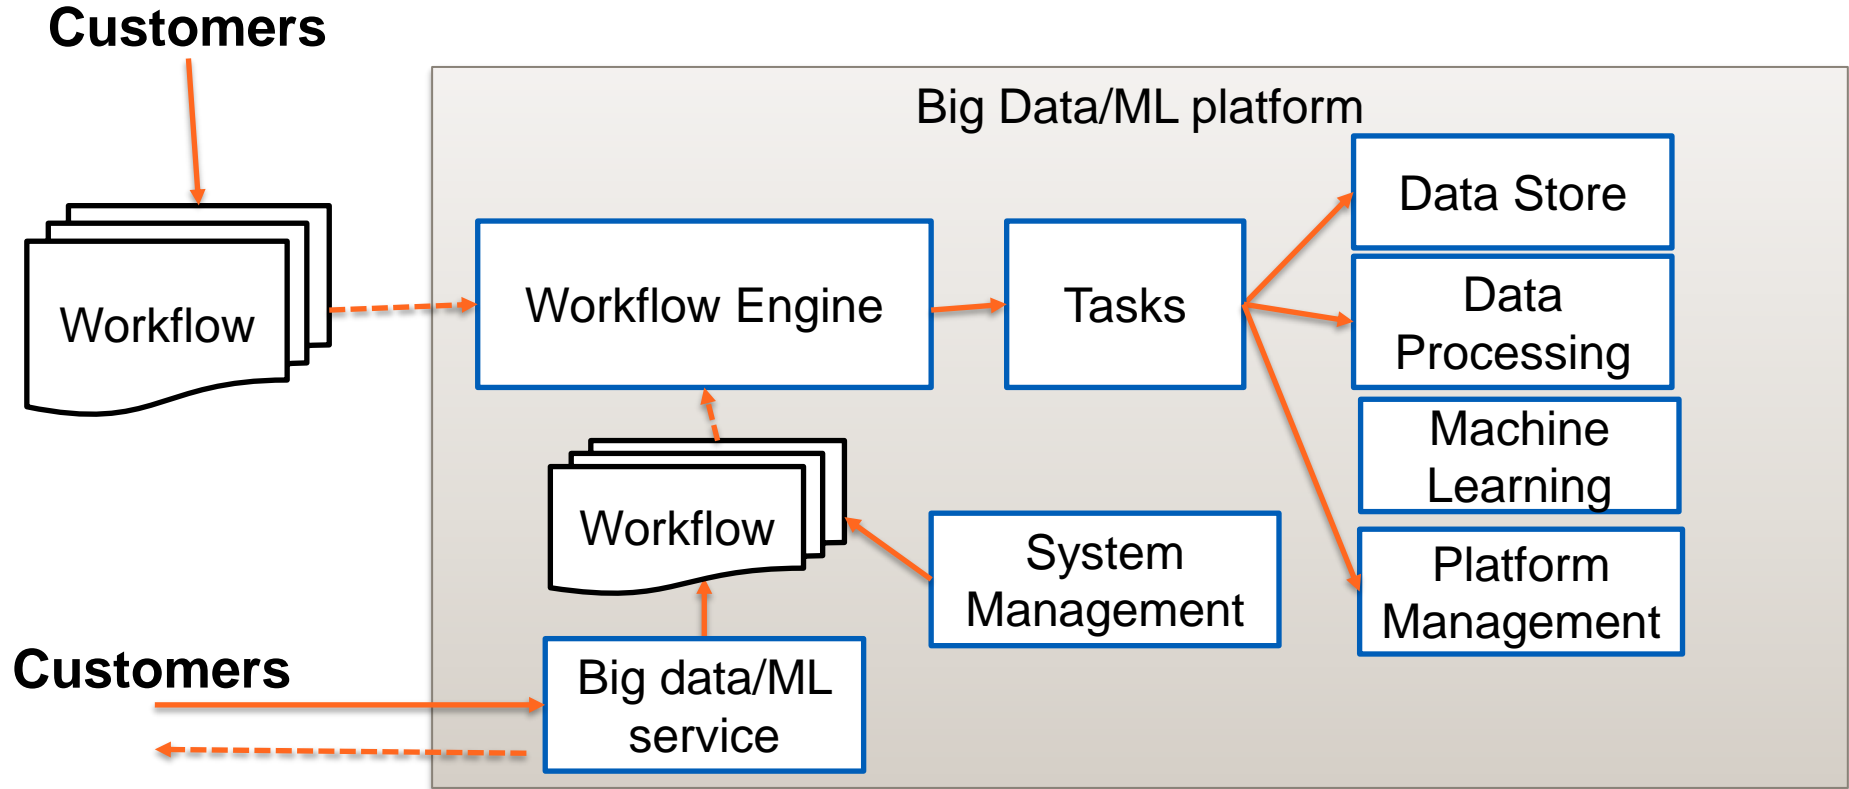 Customers
Big Data/ML platform
Data Store
Workflow
Workflow Engine
Tasks
Data
Processing
Machine
Learning
Workflow
System
Management
Platform
Management
Customers
Big data/ML
service